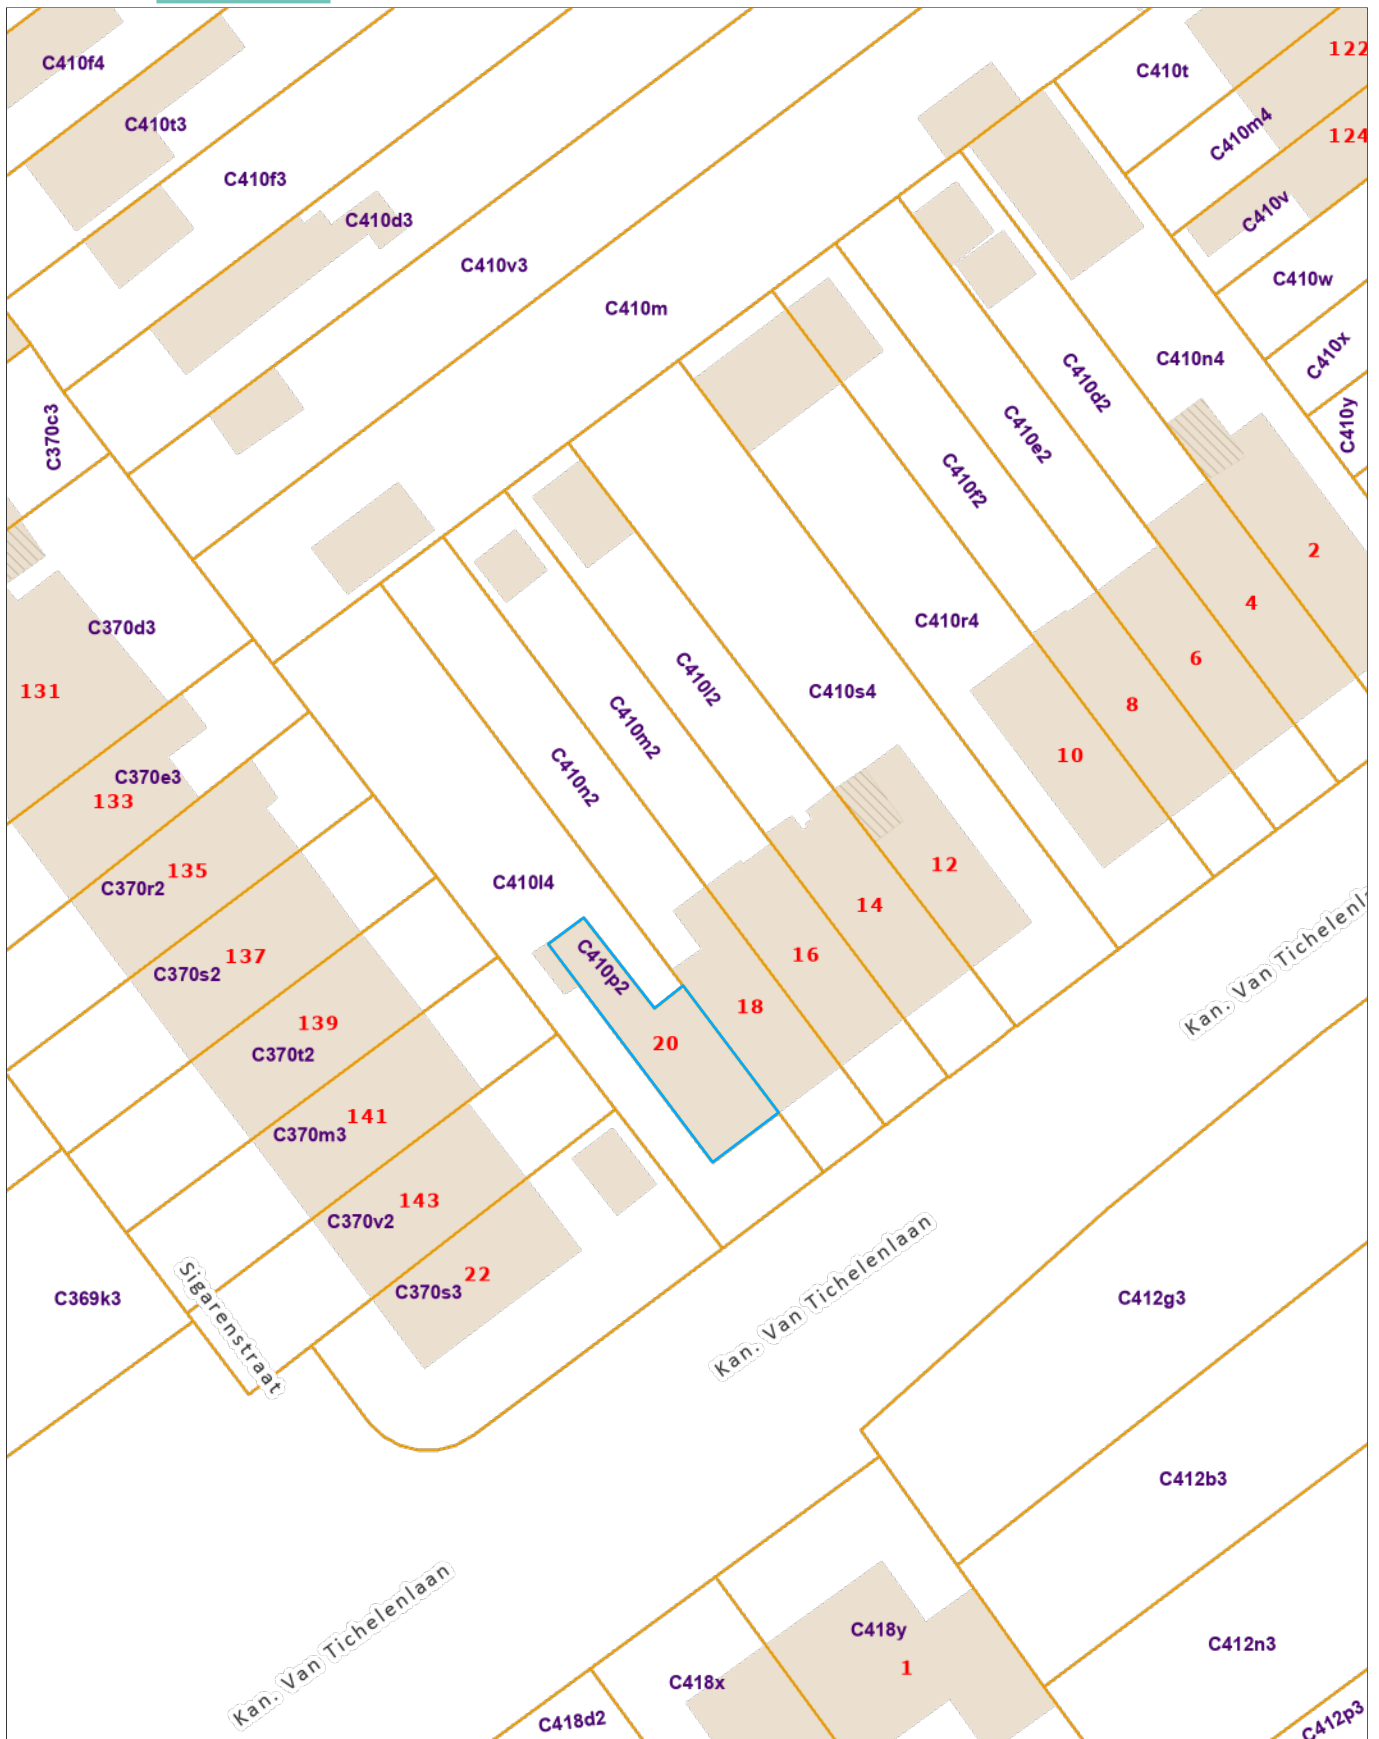 122
C410f4
C410t
124
C410t3
C410m4
C410f3
C410v
C410d3
C410v3
C410w
C410m
C410x
C410n4
C410d2
C410y
C370c3
C410e2
C410f2
2
4
C370d3
C410r4
6
131
C410l2
C410s4
8
C410m2
10
C370e3
C410n2
133
12
135
C370r2
C410l4
14
Kan. Van Tichelenla
137
16
C410p2
C370s2
18
139
20
C370t2
141
C370m3
143
C370v2
22
C370s3
C369k3
Sigarenstraat
Kan. Van Tichelenlaan
C412g3
C412b3
Kan. Van Tichelenlaan
C418y
1
C412n3
C418x
C418d2
C412p3